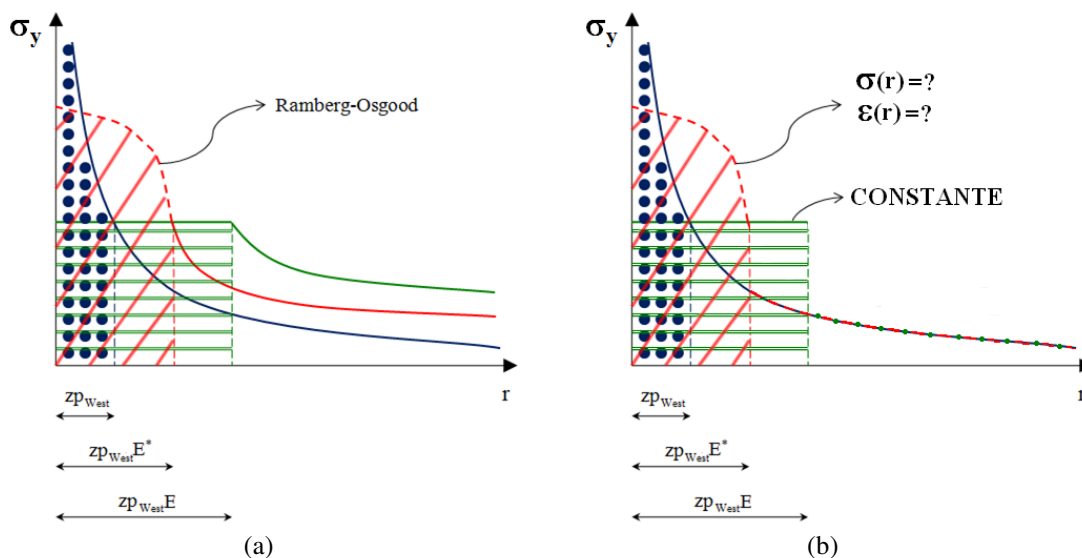 σy
Ramberg-Osgood
r
zpWest
zpWestE*
zpWestE
(a)
σy
σ(r)=?
ε(r)=?
CONSTANTE
r
zpWest
zpWestE*
zpWestE
(b)